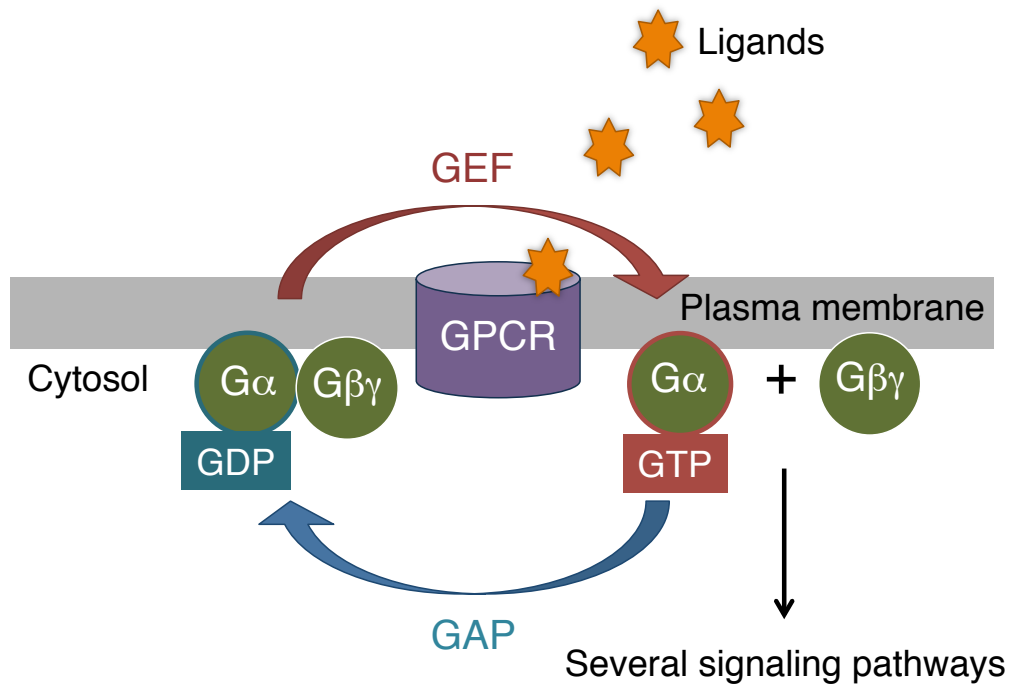 Ligands
GEF
GPCR
Plasma membrane
Cytosol
Gα
Gβγ
Gα
+
Gβγ
GDP
GTP
GAP
Several signaling pathways